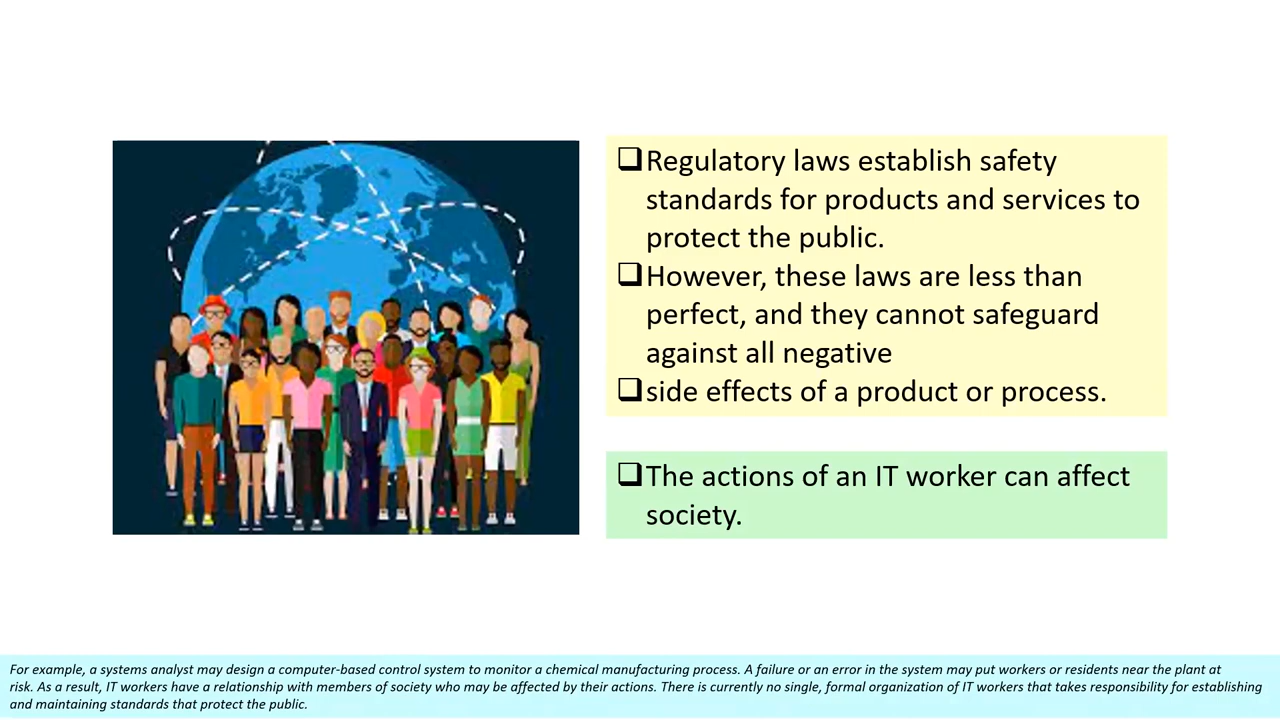 ❑Regulatory laws establish safety
standards for products and services to
protect the public.
❑However, these laws are less than
perfect, and they cannot safeguard
against all negative
❑side effects of a product or process.
❑The actions of an IT worker can affect
society.
For example, a systems analyst may design a computer-based control system to monitor a chemical manufacturing process. A failure or an error in the system may put workers or residents near the plant at
risk. As a result, IT workers have a relationship with members of society who may be affected by their actions. There is currently no single, formal organization of IT workers that takes responsibility for establishing
and maintaining standards that protect the public.